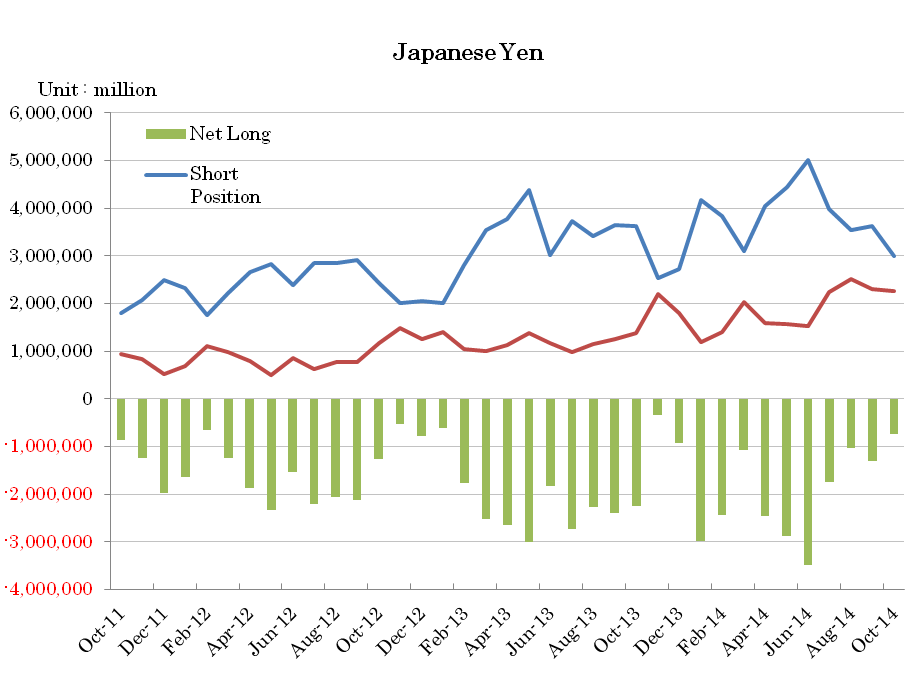 Japanese Yen
Unit : million
6,000,000
5,000,000
4,000,000
3,000,000
2,000,000
1,000,000
0
-1,000,000
-2,000,000
-3,000,000
-4,000,000
Net Long
Short
Position
Oct-11
Dec-11
Feb-12
Apr-12
Jun-12
Aug-12
Oct-12
Dec-12
Feb-13
Apr-13
Jun-13
Aug-13
Oct-13
Dec-13
Feb-14
Apr-14
Jun-14
Aug-14
Oct-14